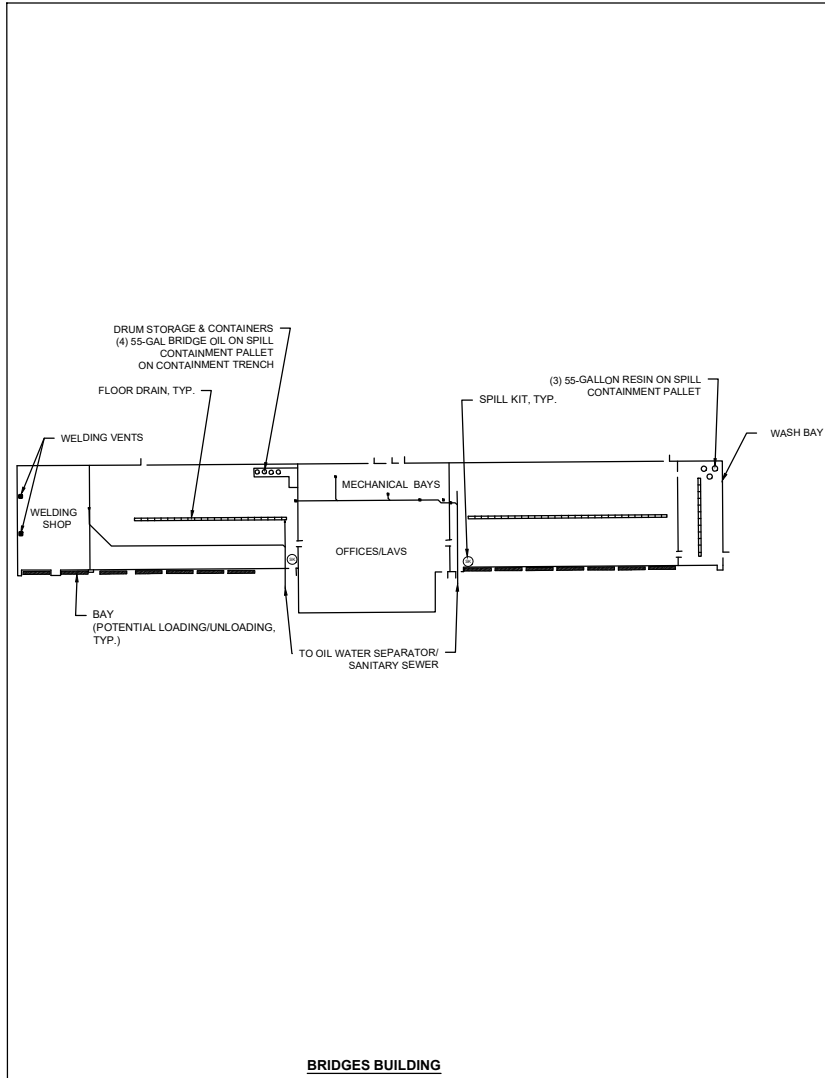 DRUM STORAGE & CONTAINERS
(4) 55-GAL BRIDGE OIL ON SPILL
CONTAINMENT PALLET
ON CONTAINMENT TRENCH
FLOOR DRAIN, TYP.
WELDING VENTS
(3) 55-GALLON RESIN ON SPILL
CONTAINMENT PALLET
SPILL KIT, TYP.
WASH BAY
MECHANICAL BAYS
WELDING
SHOP
OFFICES/LAVS
SK
SK
BAY
(POTENTIAL LOADING/UNLOADING,
TYP.)
TO OIL WATER SEPARATOR/
SANITARY SEWER
BRIDGES BUILDING